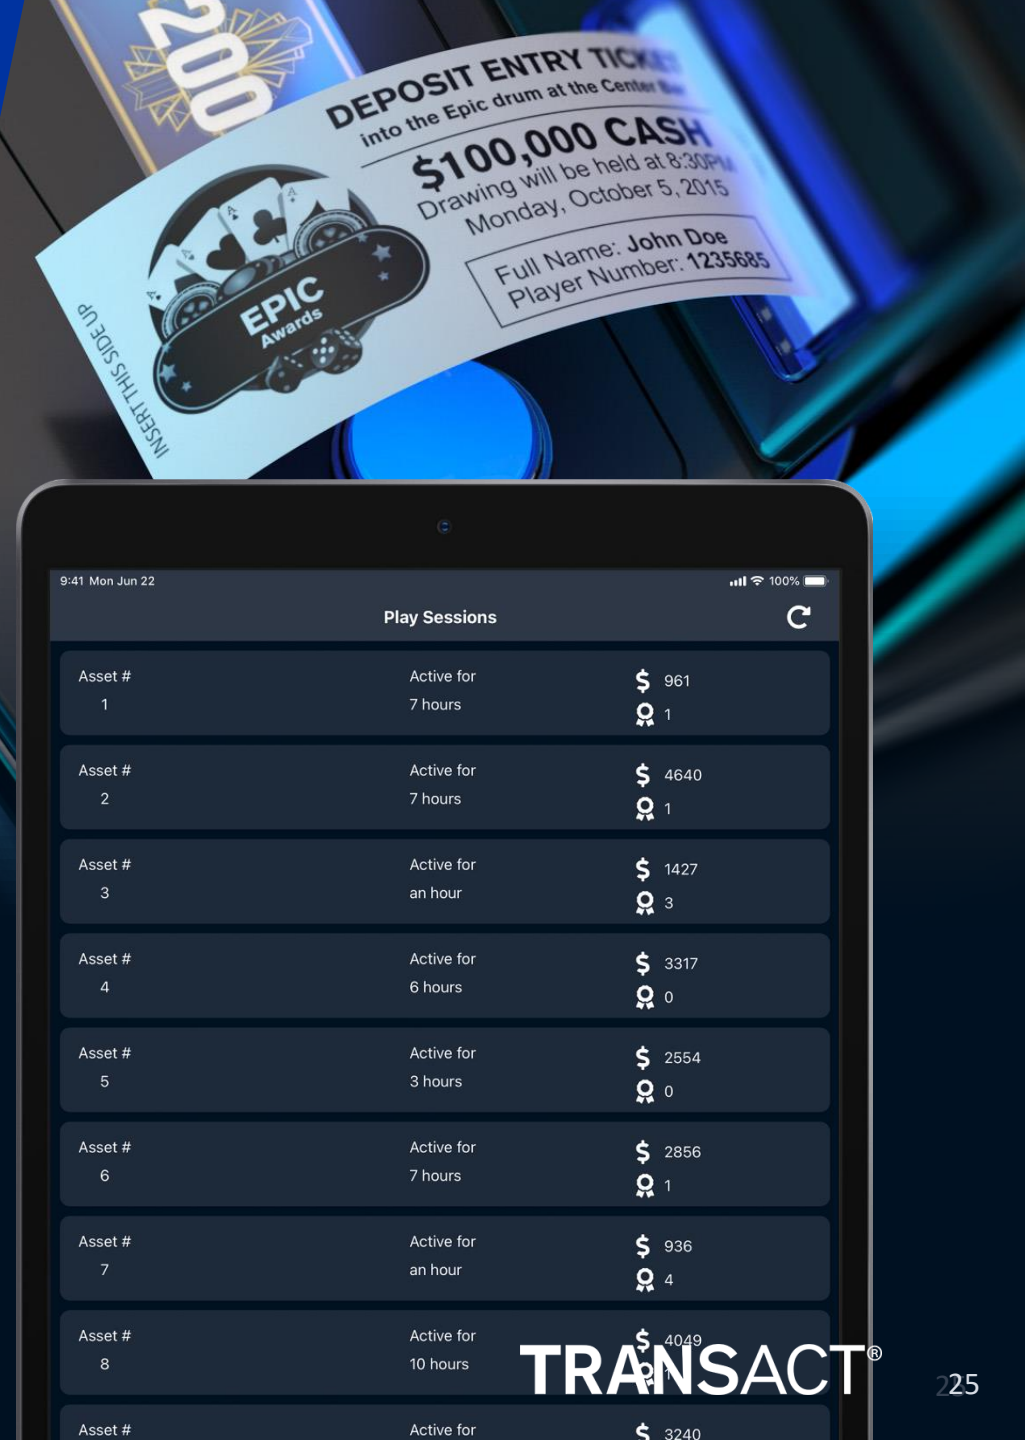 200
DEPOSIT ENTRY TICKET
into the Epic drum at the Center Bar
$100,000 CASH
Drawing will be held at 8:30PM
Monday, October 5, 2015
Full Name: John Doe
Player Number: 1235685
EPIC
Awards
INSERT THIS SIDE UP
9:41 Mon Jun 22
100%
Play Sessions
Asset # Active for $ 961
1 7 hours 1
Asset # Active for $ 4640
2 7 hours 1
Asset # Active for $ 1427
3 an hour 3
Asset # Active for $ 3317
4 6 hours 0
Asset # Active for $ 2554
5 3 hours 0
Asset # Active for $ 2856
6 7 hours 1
Asset # Active for $ 936
7 an hour 4
Asset # Active for $ 4049
8 10 hours
TRANSACT®
25
Asset # Active for $ 3240